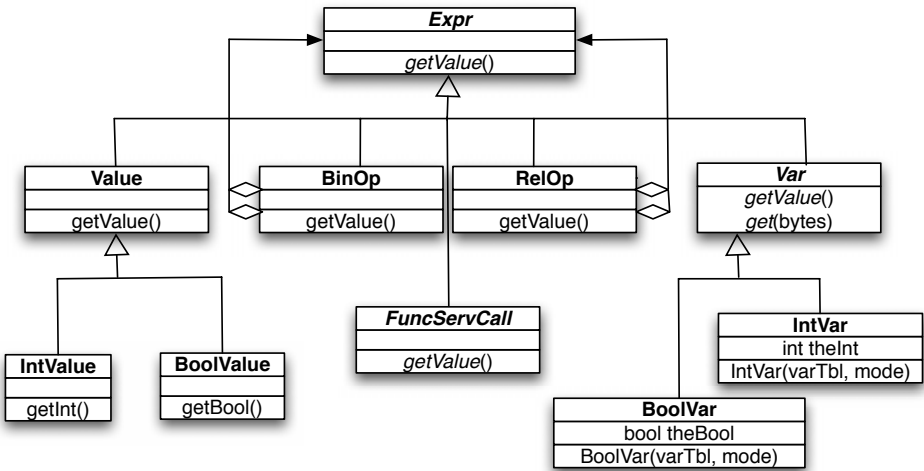 Expr
getValue()
Value
getValue()
BinOp
getValue()
RelOp
getValue()
Var
getValue()
get(bytes)
FuncServCall
getValue()
IntValue
getInt()
BoolValue
getBool()
IntVar
int theInt
IntVar(varTbl, mode)
BoolVar
bool theBool
BoolVar(varTbl, mode)